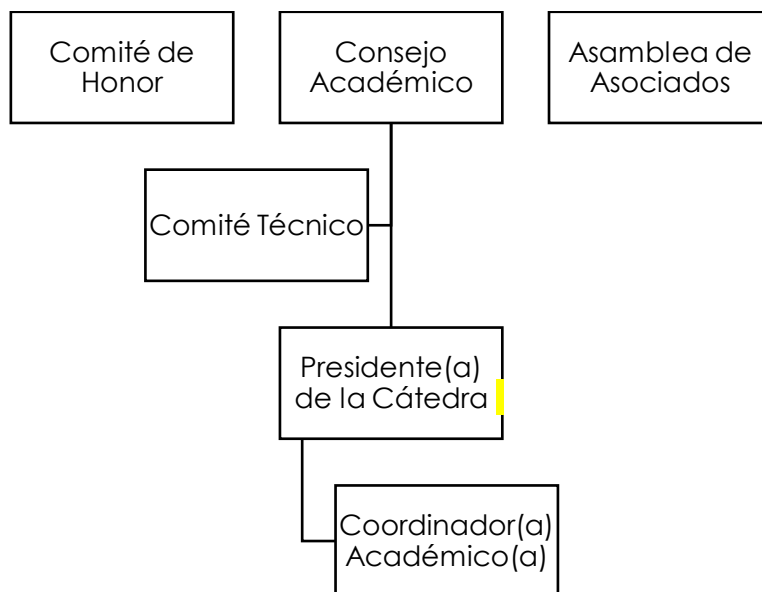 Comité de
Honor
Consejo
Académico
Asamblea de
Asociados
Comité Técnico
Presidente(a)
de la Cátedra
Coordinador(a)
Académico(a)